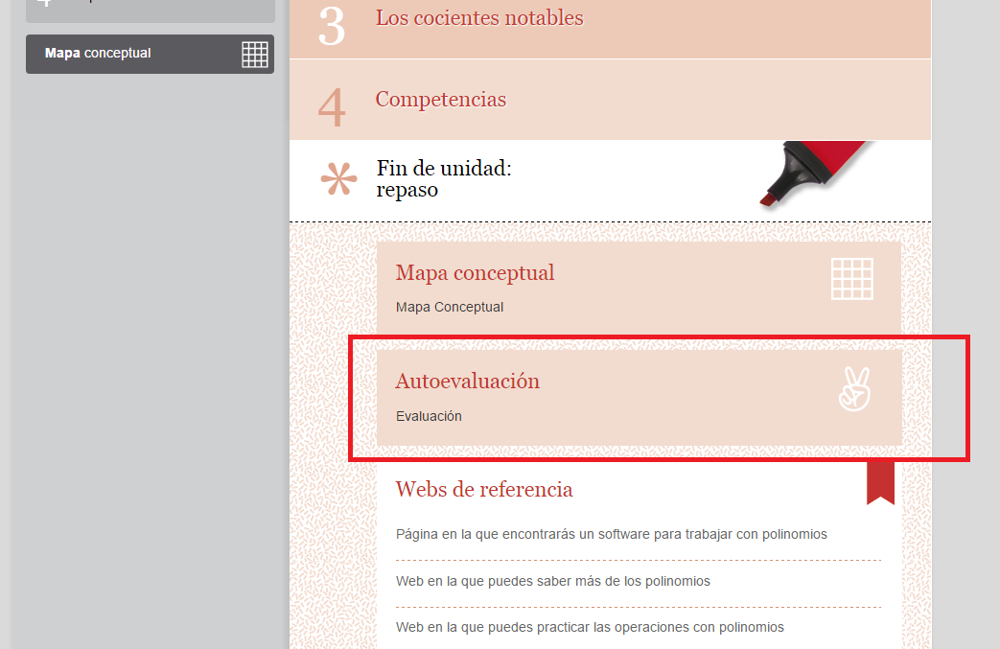 Mapa conceptual
3
Los cocientes notables
4
Competencias
*
Fin de unidad:
repaso
Mapa conceptual
Mapa Conceptual
Autoevaluación
Evaluación
Webs de referencia
Página en la que encontrarás un software para trabajar con polinomios
Web en la que puedes saber más de los polinomios
Web en la que puedes practicar las operaciones con polinomios